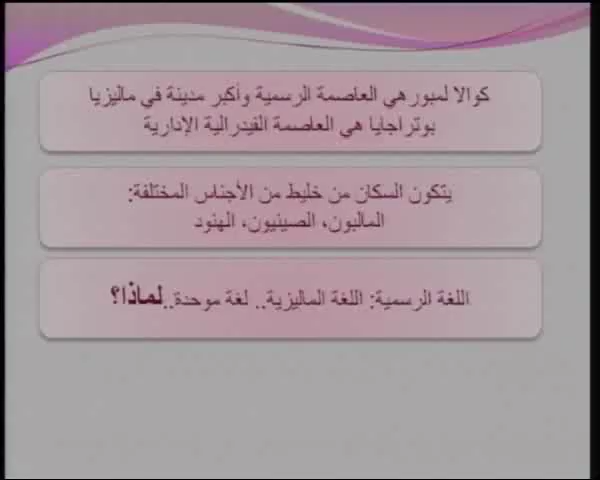 كوالا لمبور هي العاصمة الرسمية وأكبر مدينة في ماليزيا
بوتراجايا هي العاصمة الفيدرالية الإدارية
يتكون السكان من خليط من الأجناس المختلفة:
المالبون، الصينيون، الهنود
اللغة الرسمية: اللغة الماليزية.. لغة موحدة..لماذا؟